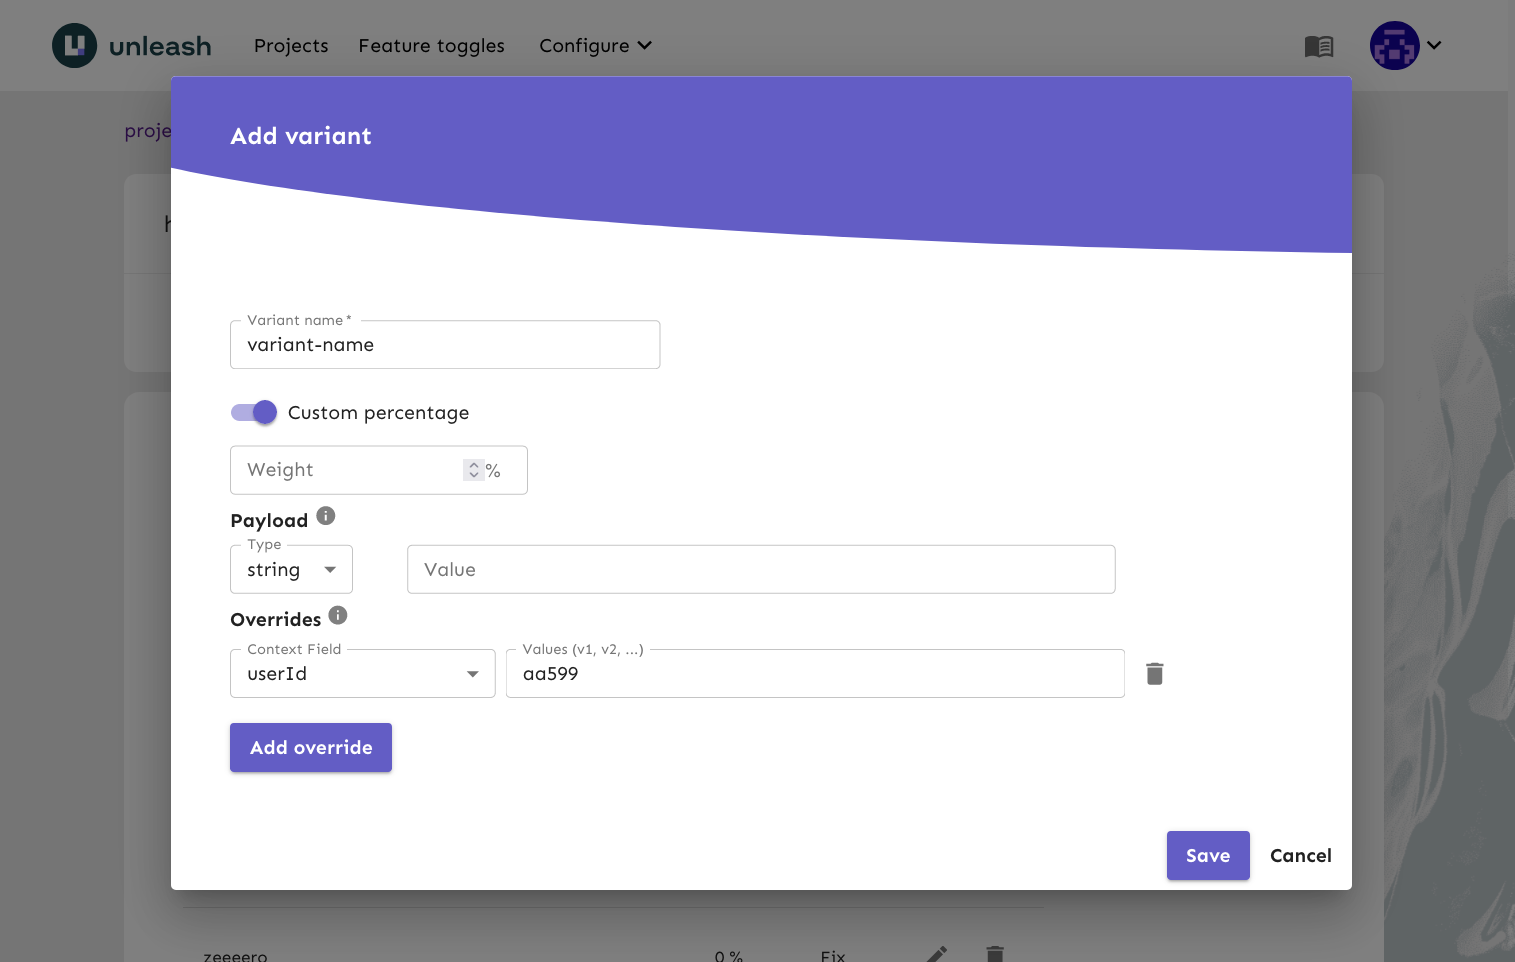 unleash Projects Feature toggles Configure
proje
Add variant
h
Variant name *
variant-name
Custom percentage
Weight %
Payload
Type
string Value
Overrides
Context Field Values (v1, v2, ...)
userId aa599
Add override
Save Cancel
zeeeero 0 % Fix